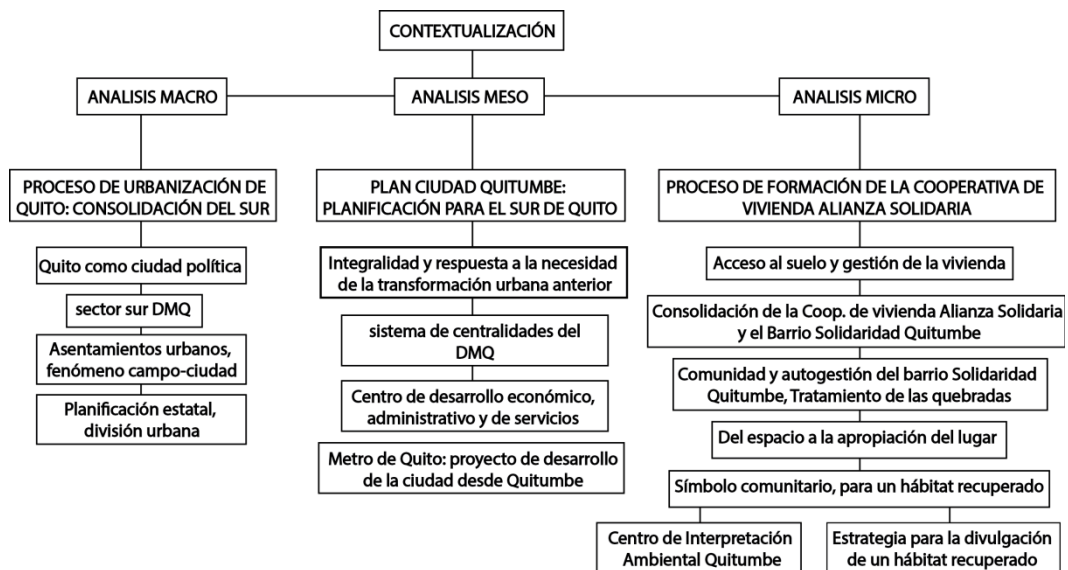 CONTEXTUALIZACIÓN
ANALISIS MACRO
ANALISIS MESO
ANALISIS MICRO
PROCESO DE URBANIZACIÓN DE
QUITO: CONSOLIDACIÓN DEL SUR
Quito como ciudad política
sector sur DMQ
Asentamientos urbanos,
fenómeno campo-ciudad
Planificación estatal,
división urbana
PLAN CIUDAD QUITUMBE:
PLANIFICACIÓN PARA EL SUR DE QUITO
Integralidad y respuesta a la necesidad
de la transformación urbana anterior
sistema de centralidades del
DMQ
Centro de desarrollo económico,
administrativo y de servicios
Metro de Quito: proyecto de desarrollo
de la ciudad desde Quitumbe
PROCESO DE FORMACIÓN DE LA COOPERATIVA DE
VIVIENDA ALIANZA SOLIDARIA
Acceso al suelo y gestión de la vivienda
Consolidación de la Coop. de vivienda Alianza Solidaria
y el Barrio Solidaridad Quitumbe
Comunidad y autogestión del barrio Solidaridad
Quitumbe, Tratamiento de las quebradas
Del espacio a la apropiación del lugar
Símbolo comunitario, para un hábitat recuperado
Centro de Interpretación
Ambiental Quitumbe
Estrategia para la divulgación
de un hábitat recuperado